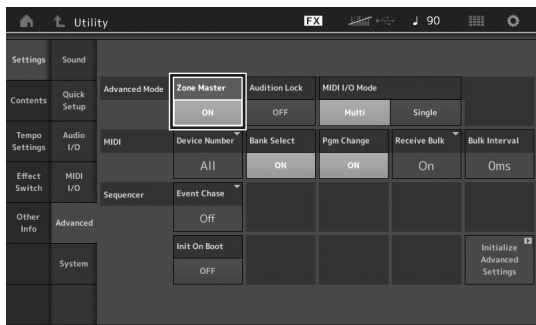 Utility
FX
90
Settings
Sound
Contents
Quick
Setup
Tempo
Settings
Audio
I/O
Effect
Switch
MIDI
I/O
Other
Info
Advanced
System
Advanced Mode
Zone Master
ON
Audition Lock
OFF
MIDI I/O Mode
Multi
Single
MIDI
Device Number
All
Bank Select
ON
Pgm Change
ON
Receive Bulk
On
Bulk Interval
0ms
Sequencer
Event Chase
Off
Init On Boot
OFF
Initialize
Advanced
Settings